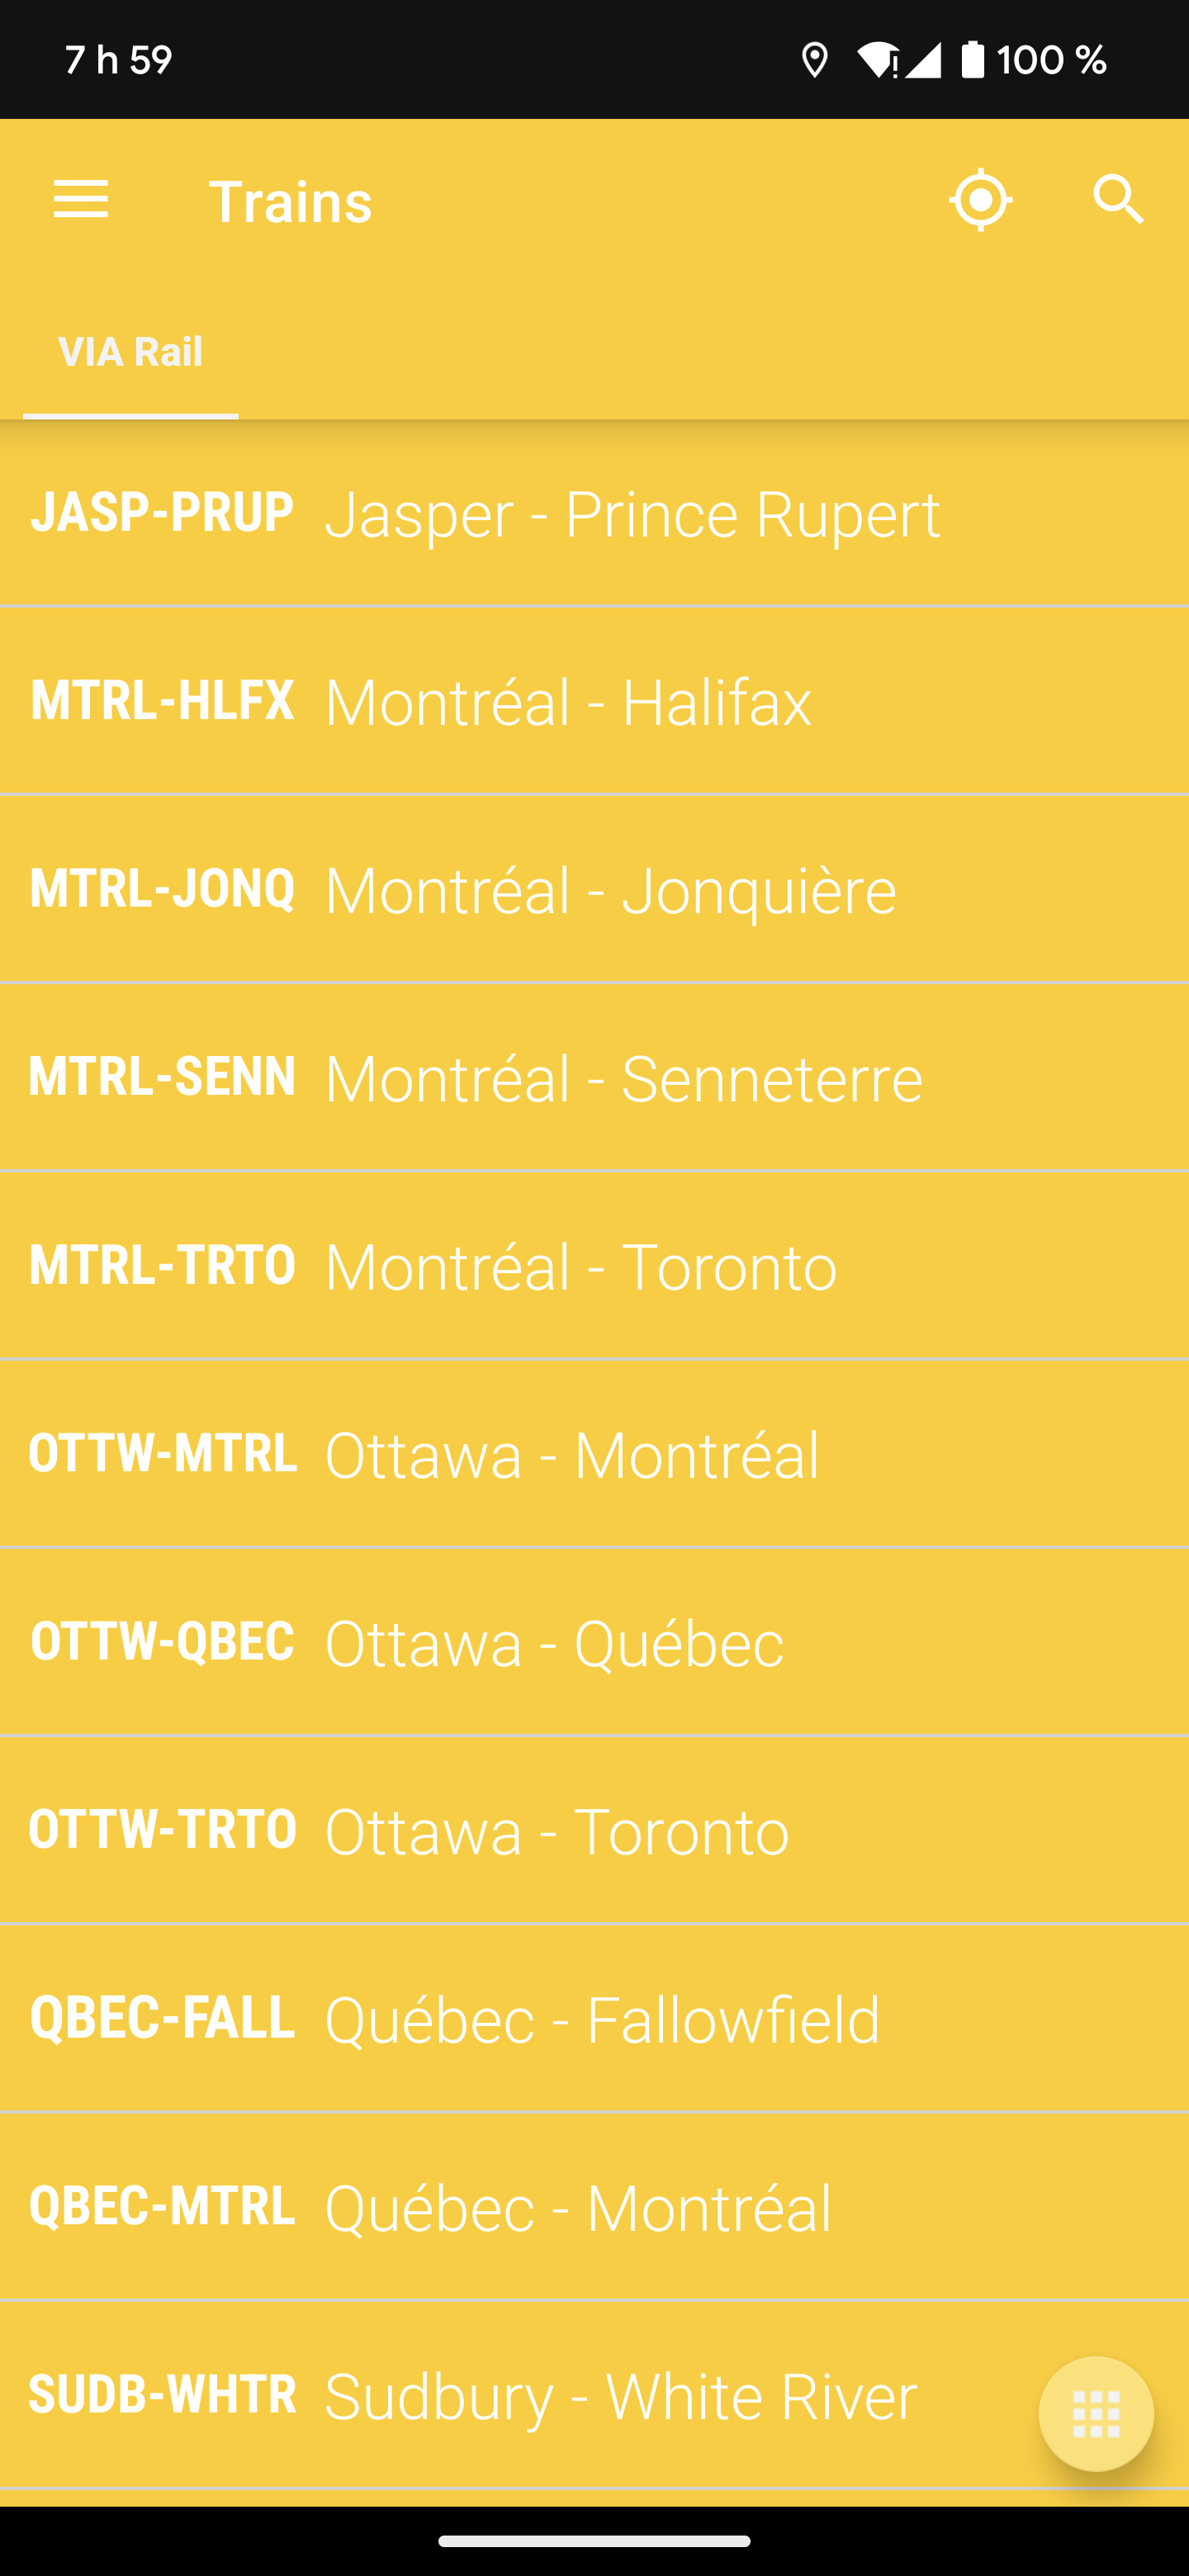 7 h 59
100 %
Trains
VIA Rail
JASP-PRUP Jasper - Prince Rupert
MTRL-HLFX Montréal - Halifax
MTRL-JONQ Montréal - Jonquière
MTRL-SENN Montréal - Senneterre
MTRL-TRTO Montréal - Toronto
OTTW-MTRL Ottawa - Montréal
OTTW-QBEC Ottawa - Québec
OTTW-TRTO Ottawa - Toronto
QBEC-FALL Québec - Fallowfield
QBEC-MTRL Québec - Montréal
SUDB-WHTR Sudbury - White River